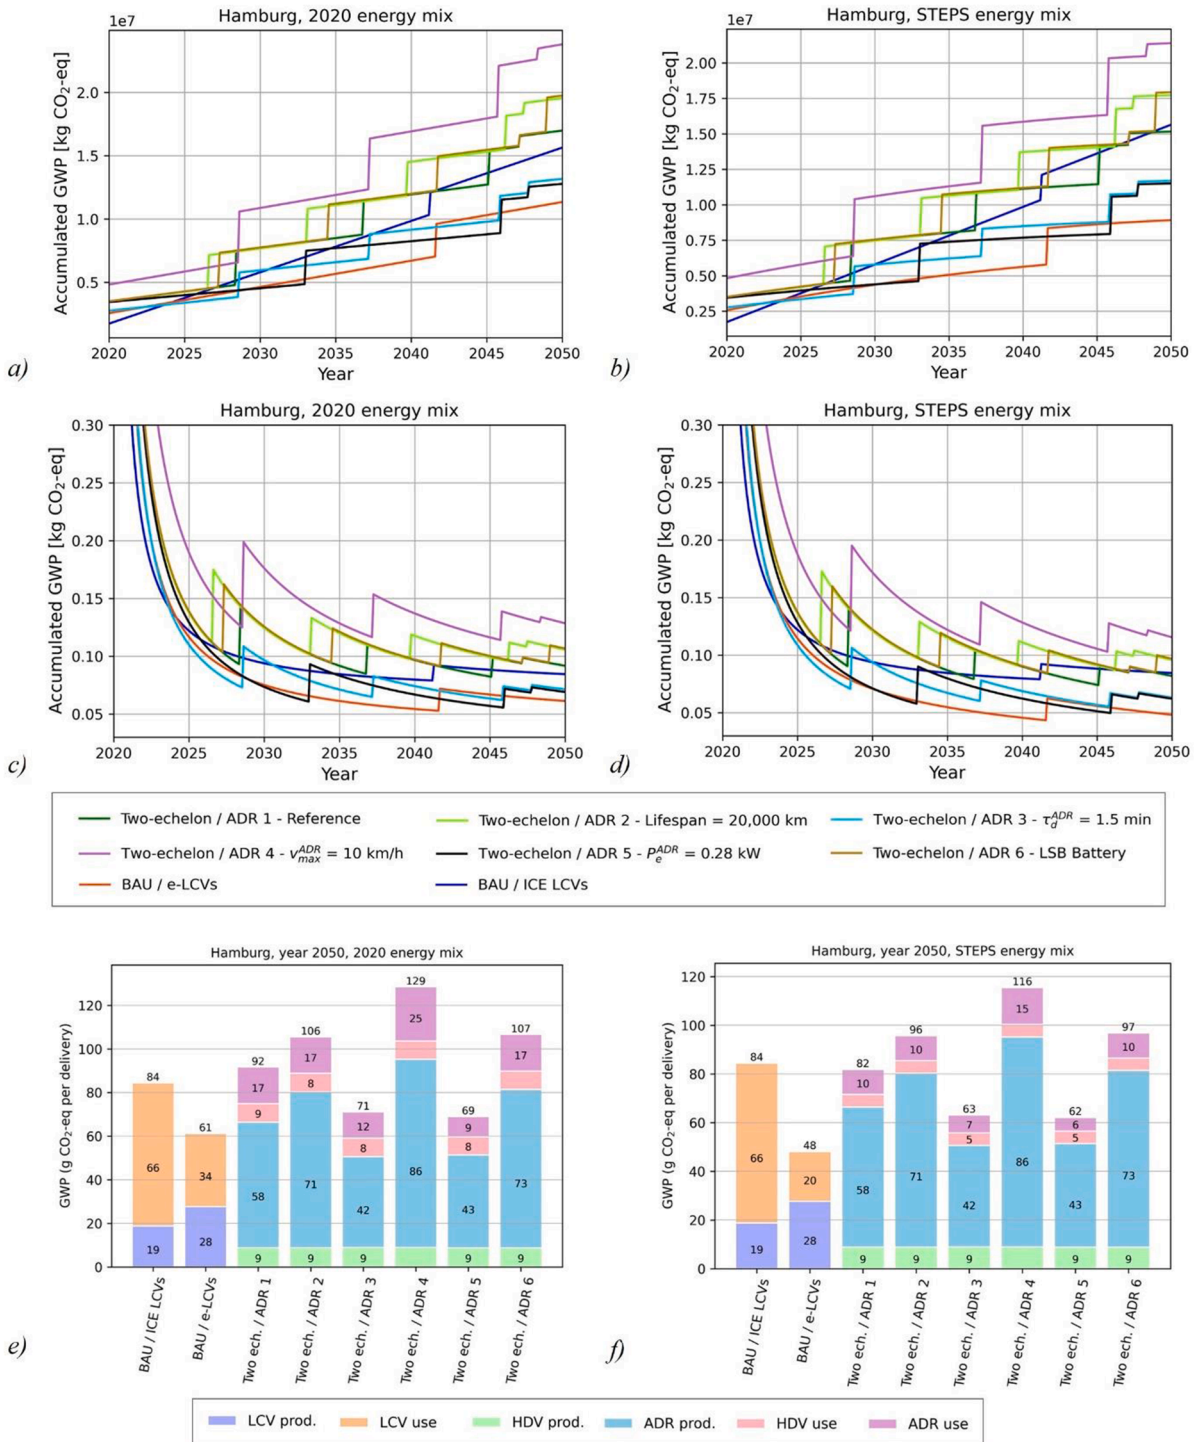 Hamburg, 2020 energy mix
1e7
Accumulated GWP [kg CO₂-eq]
2.0
1.5
1.0
0.5
2020 2025 2030 2035 2040 2045 2050
Year
a)
Hamburg, STEPS energy mix
1e7
Accumulated GWP [kg CO₂-eq]
2.00
1.75
1.50
1.25
1.00
0.75
0.50
0.25
2020 2025 2030 2035 2040 2045 2050
Year
b)
Hamburg, 2020 energy mix
Accumulated GWP [kg CO₂-eq]
0.30
0.25
0.20
0.15
0.10
0.05
2020 2025 2030 2035 2040 2045 2050
Year
c)
Hamburg, STEPS energy mix
Accumulated GWP [kg CO₂-eq]
0.30
0.25
0.20
0.15
0.10
0.05
2020 2025 2030 2035 2040 2045 2050
Year
d)
Two-echelon / ADR 1 - Reference
Two-echelon / ADR 2 - Lifespan = 20,000 km
Two-echelon / ADR 3 - τ_d^ADR = 1.5 min
Two-echelon / ADR 4 - v_max^ADR = 10 km/h
Two-echelon / ADR 5 - P_e^ADR = 0.28 kW
Two-echelon / ADR 6 - LSB Battery
BAU / e-LCVs
BAU / ICE LCVs
Hamburg, year 2050, 2020 energy mix
GWP (g CO₂-eq per delivery)
120
100
80
60
40
20
0
84 61 92 106 71 129 69 107
66 34 17 17 12 25 9 17
9 8 8 8
58 71 42 86 43 73
19 28 9 9 9 9 9
BAU / ICE LCVs
BAU / e-LCVs
Two ech. / ADR 1
Two ech. / ADR 2
Two ech. / ADR 3
Two ech. / ADR 4
Two ech. / ADR 5
Two ech. / ADR 6
e)
Hamburg, year 2050, STEPS energy mix
GWP (g CO₂-eq per delivery)
120
100
80
60
40
20
0
84 48 82 96 63 116 62 97
66 20 10 10 7 15 6 10
5 5
58 71 42 86 43 73
19 28 9 9 9 9 9
BAU / ICE LCVs
BAU / e-LCVs
Two ech. / ADR 1
Two ech. / ADR 2
Two ech. / ADR 3
Two ech. / ADR 4
Two ech. / ADR 5
Two ech. / ADR 6
f)
LCV prod. LCV use HDV prod. ADR prod. HDV use ADR use